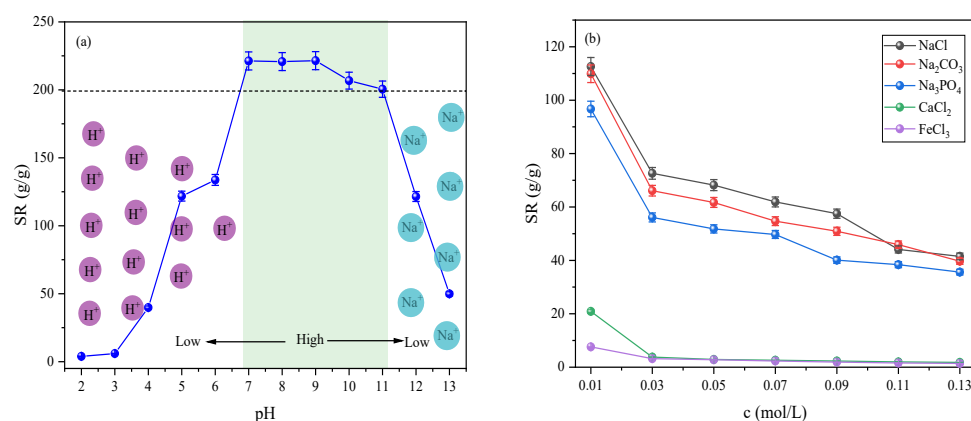 (a)
SR (g/g)
250
200
150
100
50
0
H⁺
H⁺
H⁺
H⁺
H⁺
H⁺
H⁺
H⁺
H⁺
H⁺
H⁺
H⁺
H⁺
Na⁺
Na⁺
Na⁺
Na⁺
Na⁺
Na⁺
Na⁺
Low High Low
2 3 4 5 6 7 8 9 10 11 12 13
pH
(b)
SR (g/g)
120
100
80
60
40
20
0
NaCl
Na₂CO₃
Na₃PO₄
CaCl₂
FeCl₃
0.01 0.03 0.05 0.07 0.09 0.11 0.13
c (mol/L)